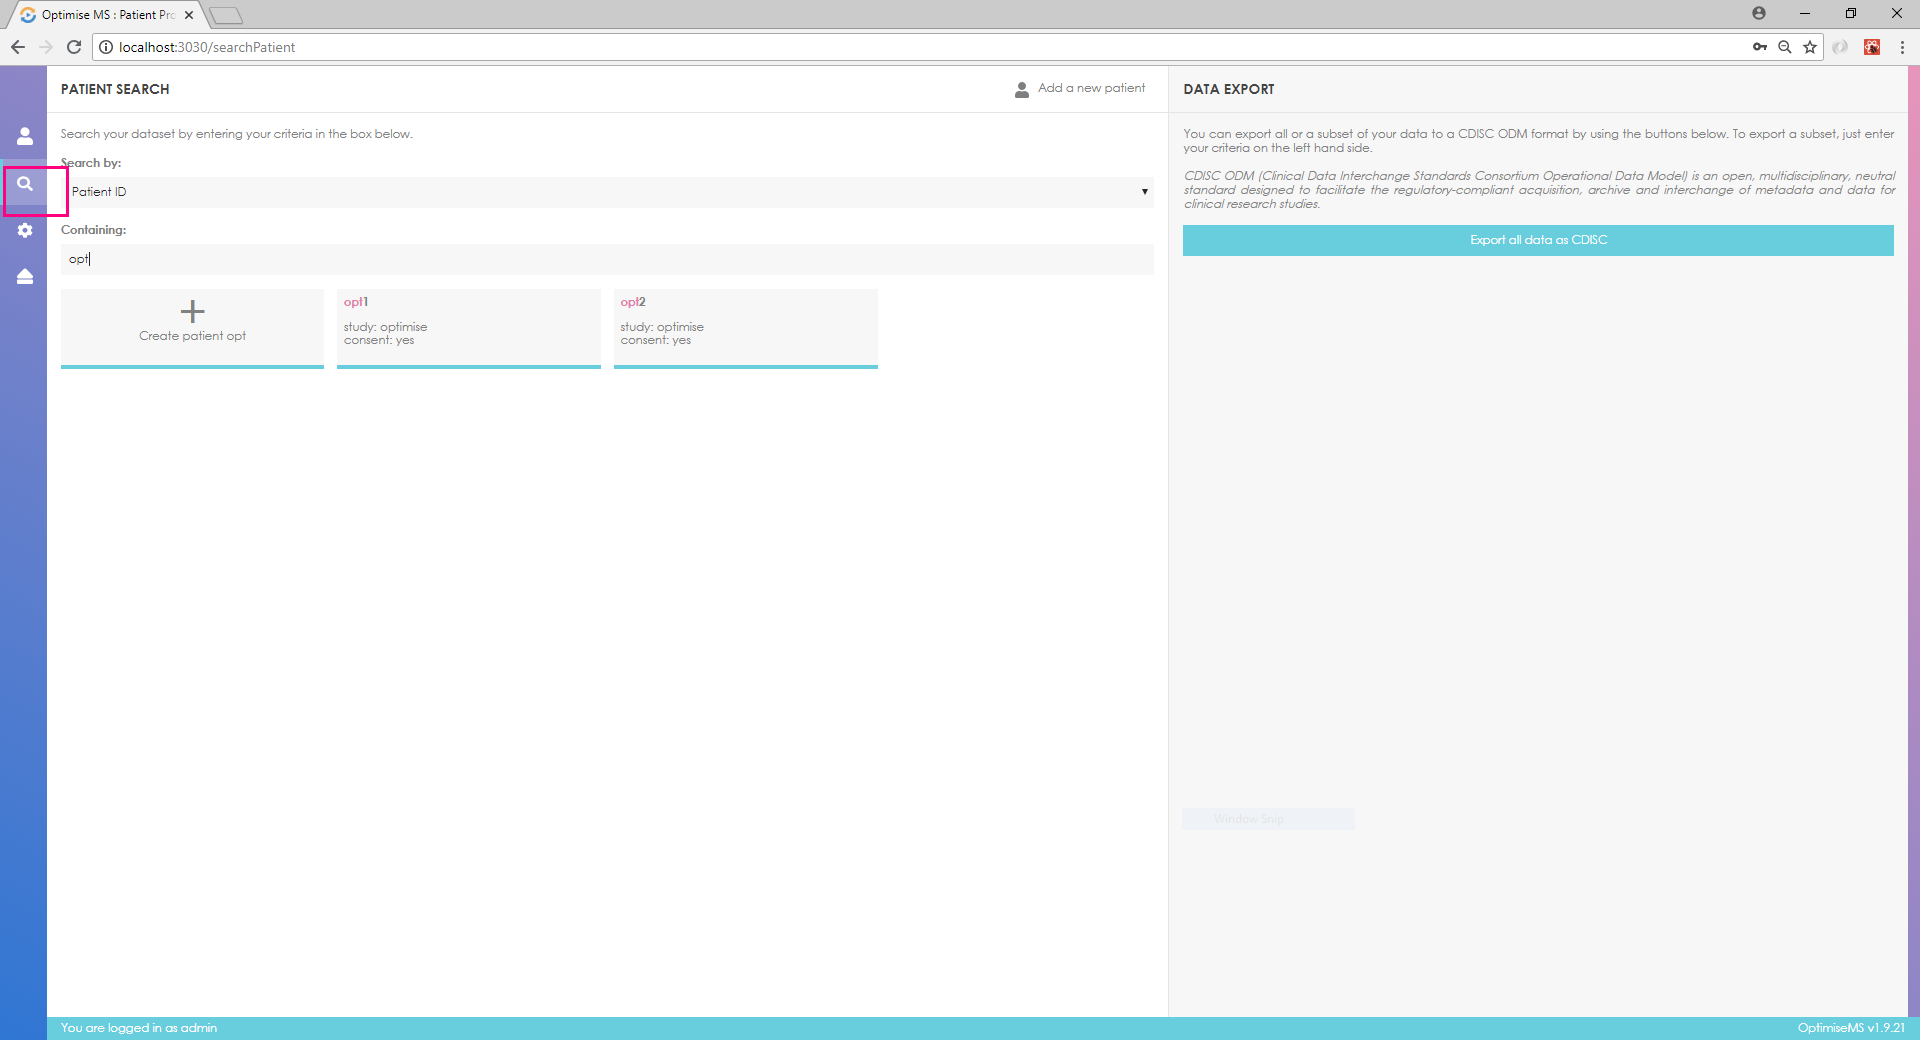 Optimise MS : Patient Pro
localhost:3030/searchPatient
PATIENT SEARCH
Add a new patient
Search your dataset by entering your criteria in the box below.
Search by:
Patient ID
Containing:
opt
Create patient opt
opt1
study: optimise
consent: yes
opt2
study: optimise
consent: yes
DATA EXPORT
You can export all or a subset of your data to a CDISC ODM format by using the buttons below. To export a subset, just enter
your criteria on the left hand side.
CDISC ODM (Clinical Data Interchange Standards Consortium Operational Data Model) is an open, multidisciplinary, neutral
standard designed to facilitate the regulatory-compliant acquisition, archive and interchange of metadata and data for
clinical research studies.
Export all data as CDISC
Window Snip
You are logged in as admin
OptimiseMS v1.9.21